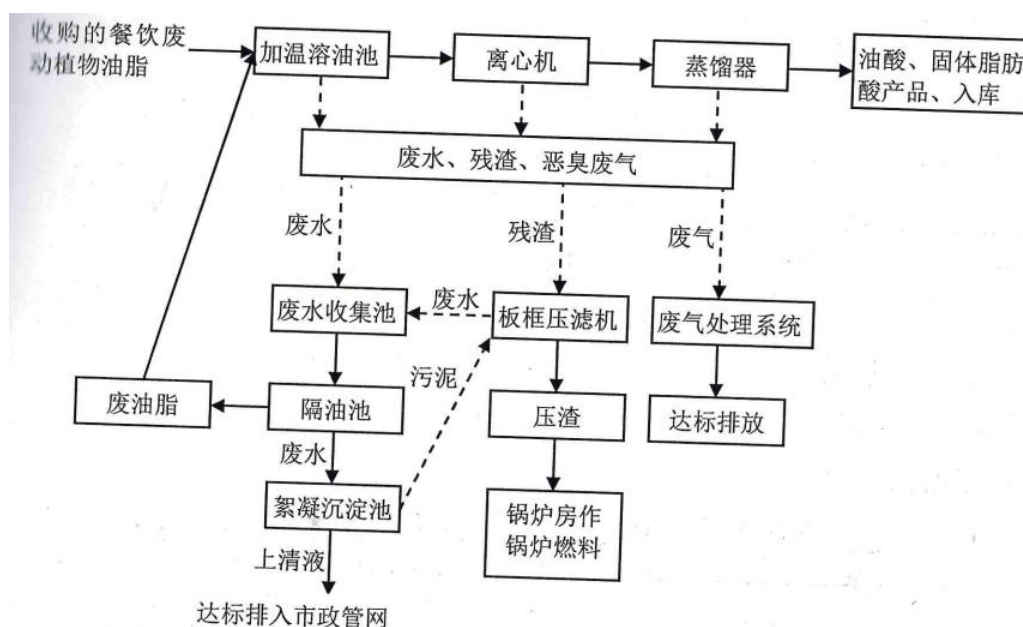 收购的餐饮废
动植物油脂
加温溶油池
离心机
蒸馏器
油酸、固体脂肪
酸产品、入库
废水、残渣、恶臭废气
废水
残渣
废气
废水收集池
废水
板框压滤机
废气处理系统
污泥
废油脂
隔油池
压渣
达标排放
废水
絮凝沉淀池
锅炉房作
锅炉燃料
上清液
达标排入市政管网